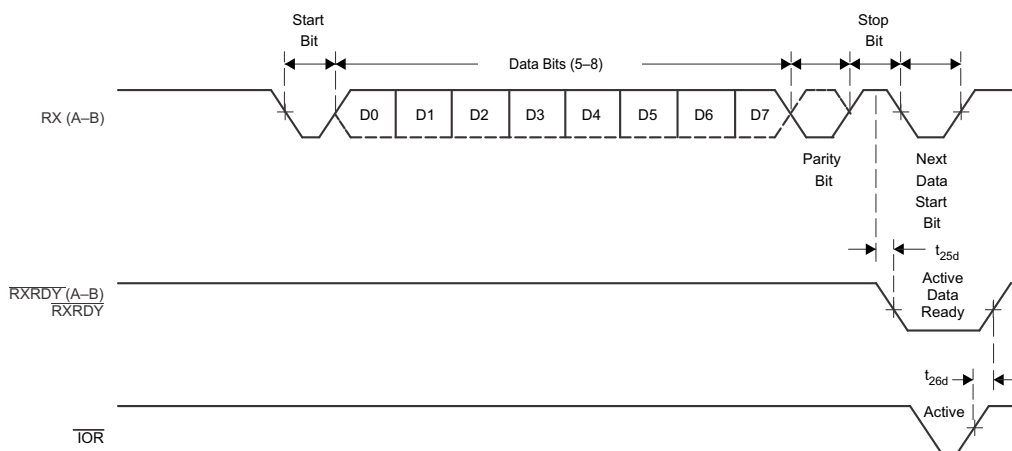 Start
Bit
Data Bits (5–8)
Stop
Bit
RX (A–B)
D0 D1 D2 D3 D4 D5 D6 D7
Parity
Bit
Next
Data
Start
Bit
t25d
RXRDY (A–B)
RXRDY
Active
Data
Ready
t26d
Active
IOR